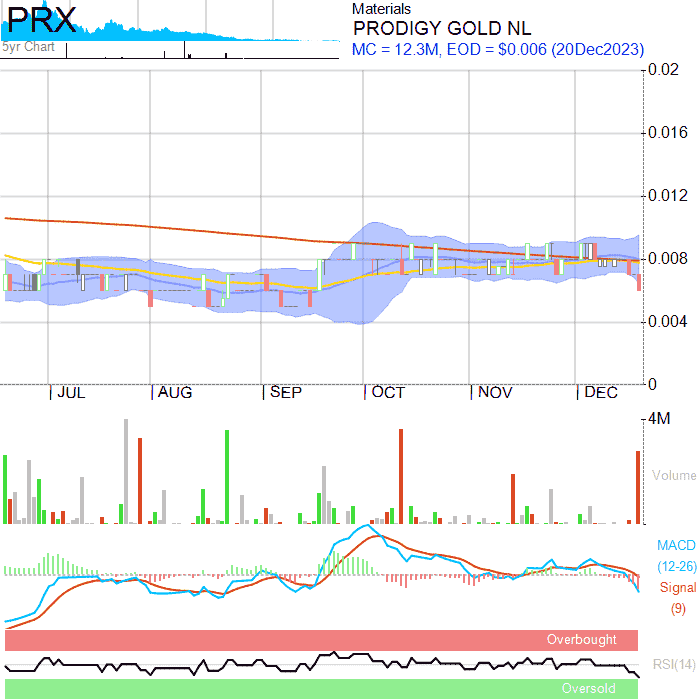 PRX
5yr Chart
Materials
PRODIGY GOLD NL
MC = 12.3M, EOD = $0.006 (20Dec2023)
0.02
0.016
0.012
0.008
0.004
0
JUL AUG SEP OCT NOV DEC
4M
Volume
MACD
(12-26)
Signal
(9)
Overbought
RSI(14)
Oversold